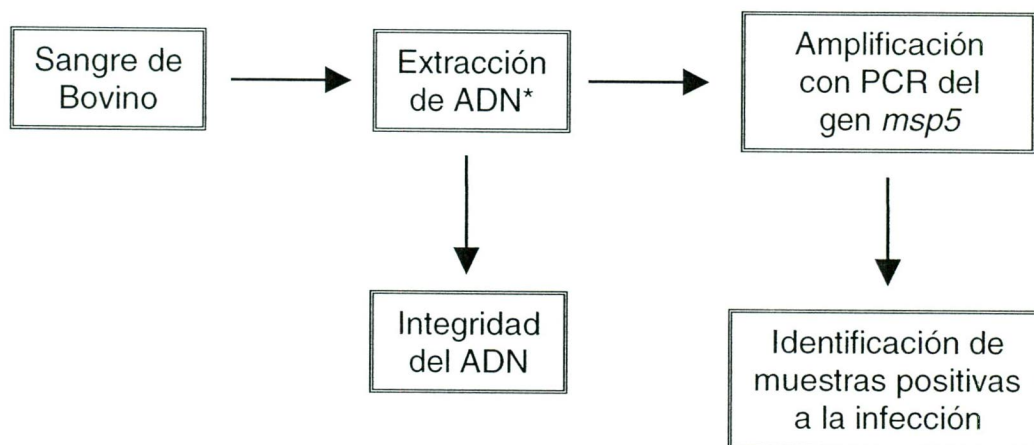 Sangre de
Bovino
Extracción
de ADN*
Amplificación
con PCR del
gen msp5
Integridad
del ADN
Identificación de
muestras positivas
a la infección